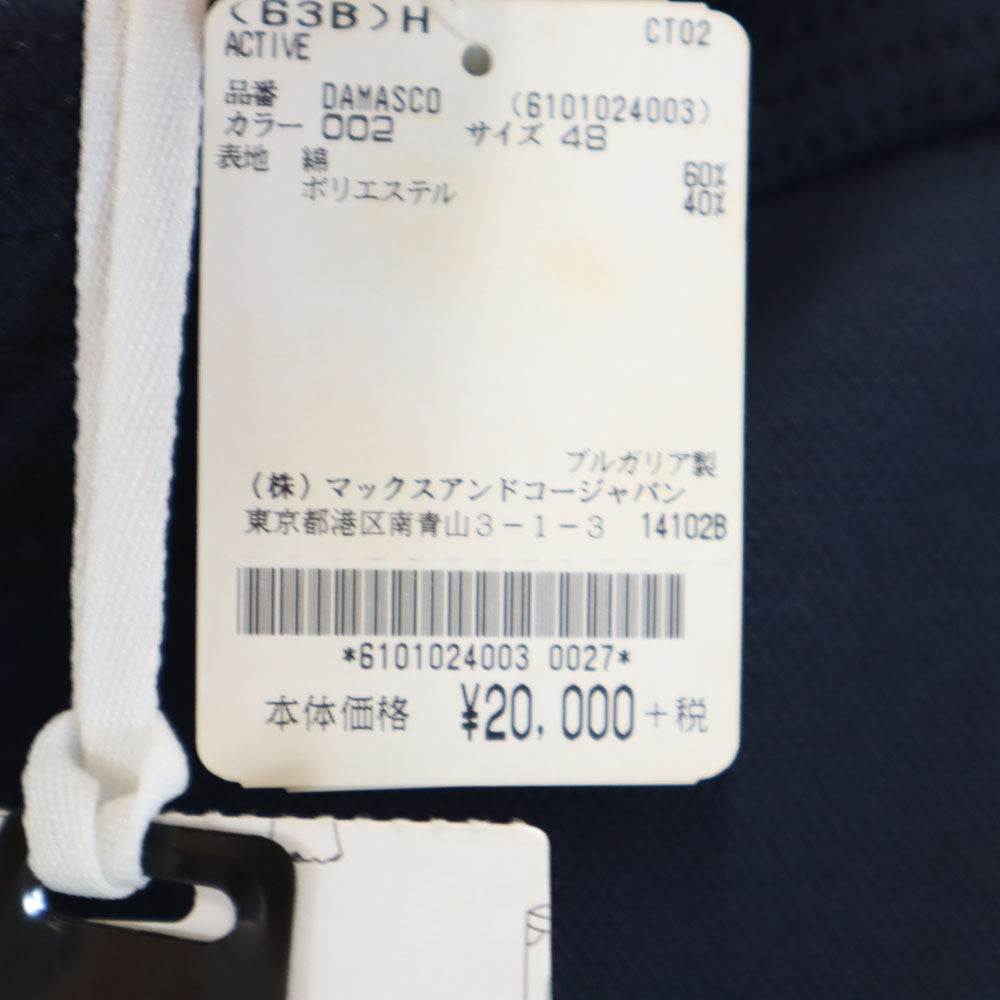 (63B)H
CT02
ACTIVE
品番 DAMASCO (6101024003)
カラー 002 サイズ 48
表地 綿 60%
ポリエステル 40%
ブルガリア製
(株)マックスアンドコージャパン
東京都港区南青山3-1-3 14102B
*6101024003 0027*
本体価格 ¥20,000+税